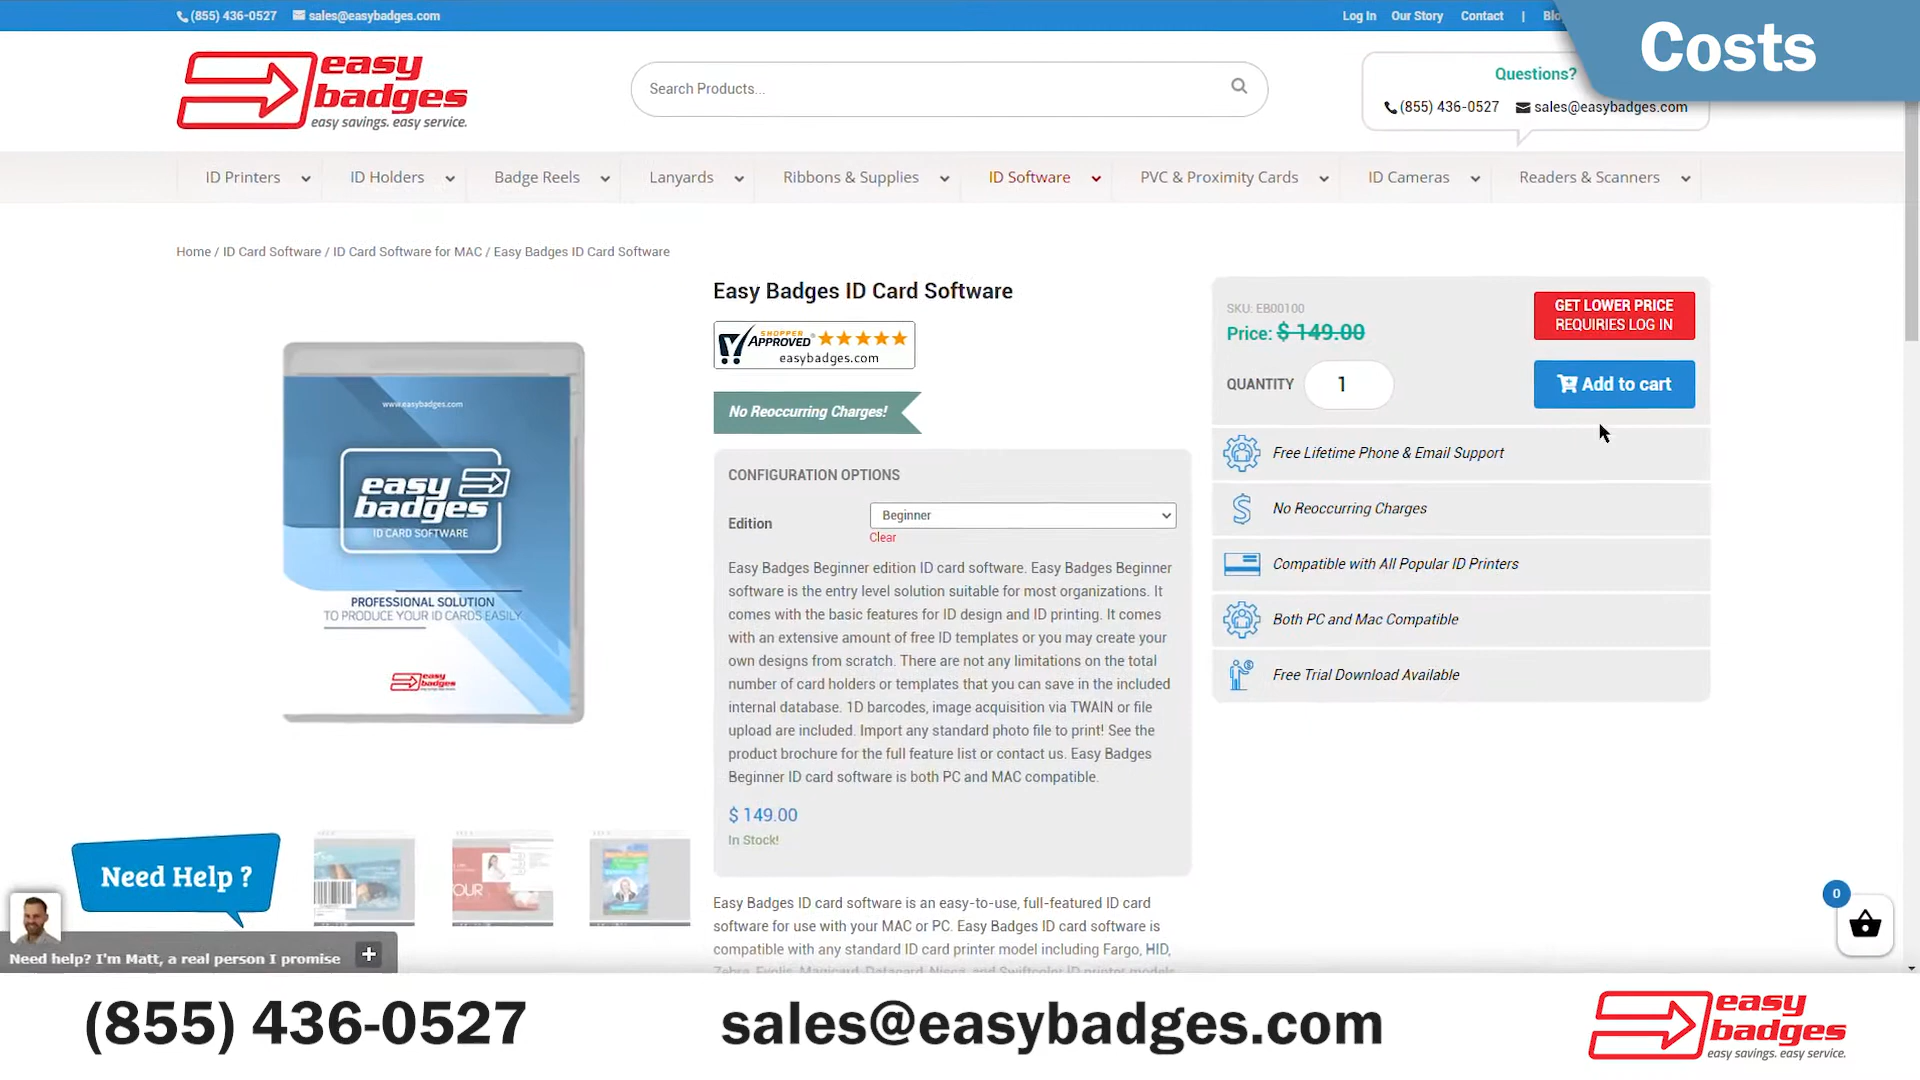 (855) 436-0527 sales@easybadges.com
Log In Our Story Contact | Blo
Costs
easy
badges
easy savings. easy service.
Search Products...
Questions?
(855) 436-0527 sales@easybadges.com
ID Printers ID Holders Badge Reels Lanyards Ribbons & Supplies ID Software PVC & Proximity Cards ID Cameras Readers & Scanners
Home / ID Card Software / ID Card Software for MAC / Easy Badges ID Card Software
www.easybadges.com
easy
badges
ID CARD SOFTWARE
PROFESSIONAL SOLUTION
TO PRODUCE YOUR ID CARDS EASILY
easy
badges
Easy Badges ID Card Software
SHOPPER
APPROVED
easybadges.com
No Reoccurring Charges!
CONFIGURATION OPTIONS
Edition Beginner
Clear
Easy Badges Beginner edition ID card software. Easy Badges Beginner
software is the entry level solution suitable for most organizations. It
comes with the basic features for ID design and ID printing. It comes
with an extensive amount of free ID templates or you may create your
own designs from scratch. There are not any limitations on the total
number of card holders or templates that you can save in the included
internal database. 1D barcodes, image acquisition via TWAIN or file
upload are included. Import any standard photo file to print! See the
product brochure for the full feature list or contact us. Easy Badges
Beginner ID card software is both PC and MAC compatible.
$ 149.00
In Stock!
Easy Badges ID card software is an easy-to-use, full-featured ID card
software for use with your MAC or PC. Easy Badges ID card software is
compatible with any standard ID card printer model including Fargo, HID,
Zebra, Evolis, Magicard, Datacard, Nisca, and Swiftcolor ID printer models
SKU: EB00100
Price: $ 149.00
GET LOWER PRICE
REQUIRIES LOG IN
QUANTITY 1
Add to cart
Free Lifetime Phone & Email Support
No Reoccurring Charges
Compatible with All Popular ID Printers
Both PC and Mac Compatible
Free Trial Download Available
Need Help ?
Need help? I'm Matt, a real person I promise +
0
(855) 436-0527
sales@easybadges.com
easy
badges
easy savings. easy service.